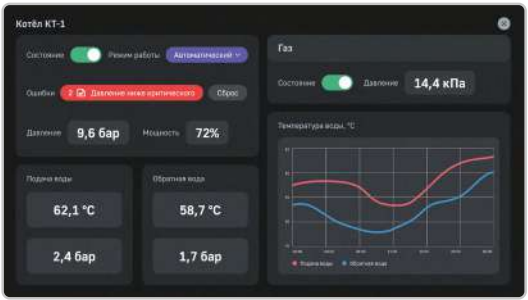 Котёл КТ-1
Состояние Режим работы Автоматический
Ошибки 2 Давление ниже критического Сброс
Давление 9,6 бар Мощность 72%
Подача воды
62,1 °C
2,4 бар
Обратная вода
58,7 °C
1,7 бар
Газ
Состояние Давление 14,4 кПа
Температура воды, °C
Подача воды Обратная вода